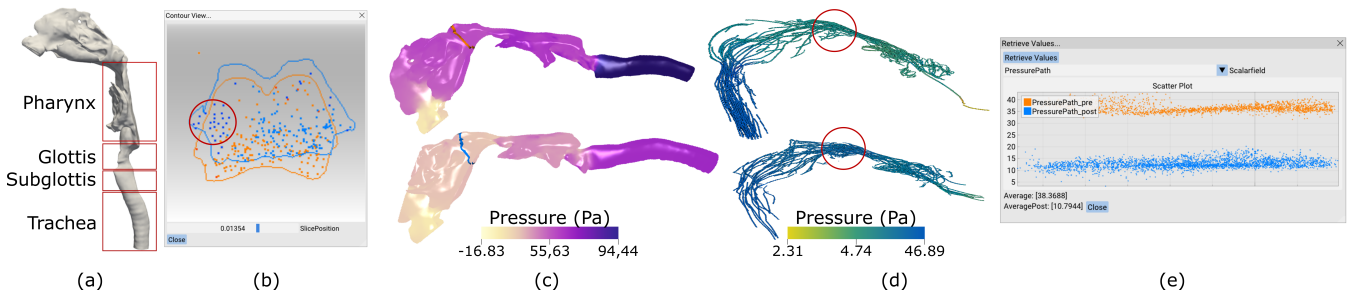 Pharynx
Glottis
Subglottis
Trachea
(a)
Contour View...
0.01354
SlicePosition
Close
(b)
Pressure (Pa)
-16.83 55,63 94,44
(c)
Pressure (Pa)
2.31 4.74 46.89
(d)
Retrieve Values...
Retrieve Values
PressurePath
Scalarfield
Scatter Plot
PressurePath_pre
PressurePath_post
40
35
30
25
20
15
10
5
Average: [38.3688]
AveragePost: [10.7944] Close
(e)